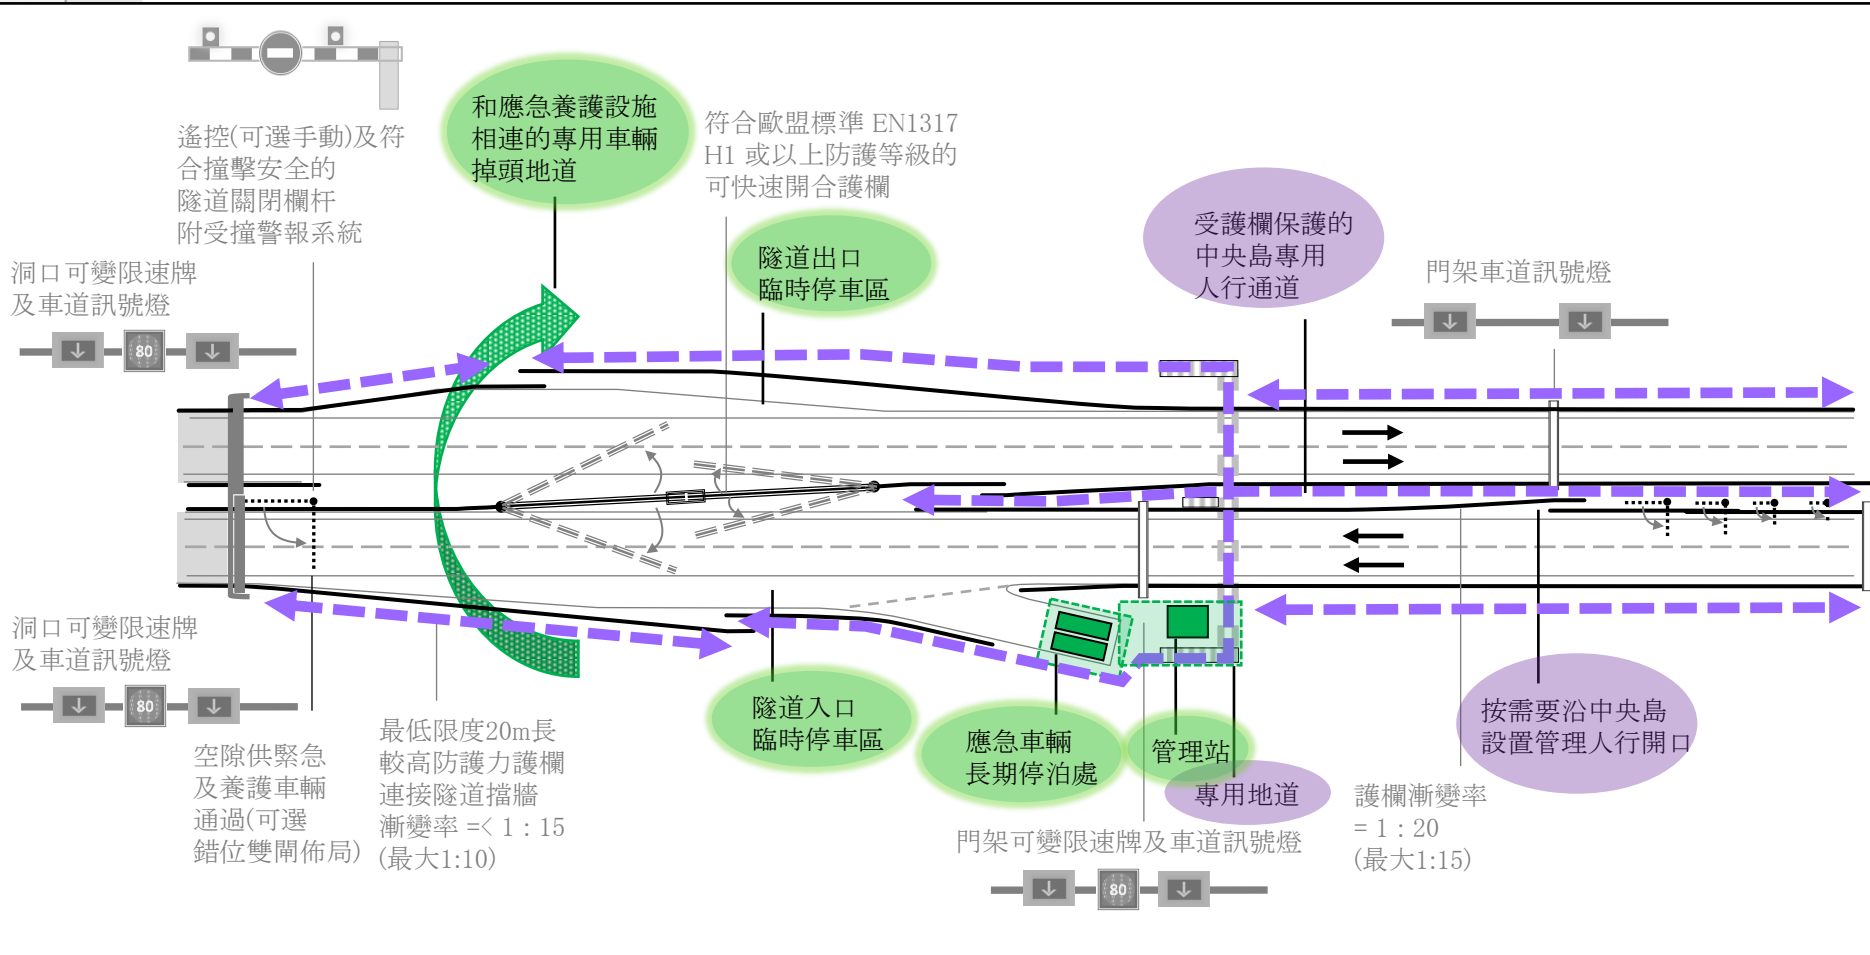 遙控(可選手動)及符
合撞擊安全的
隧道關閉欄杆
附受撞警報系統
和應急養護設施
相連的專用車輛
掉頭地道
符合歐盟標準 EN1317
H1 或以上防護等級的
可快速開合護欄
隧道出口
臨時停車區
受護欄保護的
中央島專用
人行通道
門架車道訊號燈
洞口可變限速牌
及車道訊號燈
80
洞口可變限速牌
及車道訊號燈
80
空隙供緊急
及養護車輛
通過(可選
錯位雙閘佈局)
最低限度20m長
較高防護力護欄
連接隧道擋牆
漸變率 =< 1 : 15
(最大1:10)
隧道入口
臨時停車區
應急車輛
長期停泊處
管理站
專用地道
門架可變限速牌及車道訊號燈
80
護欄漸變率
= 1 : 20
(最大1:15)
按需要沿中央島
設置管理人行開口